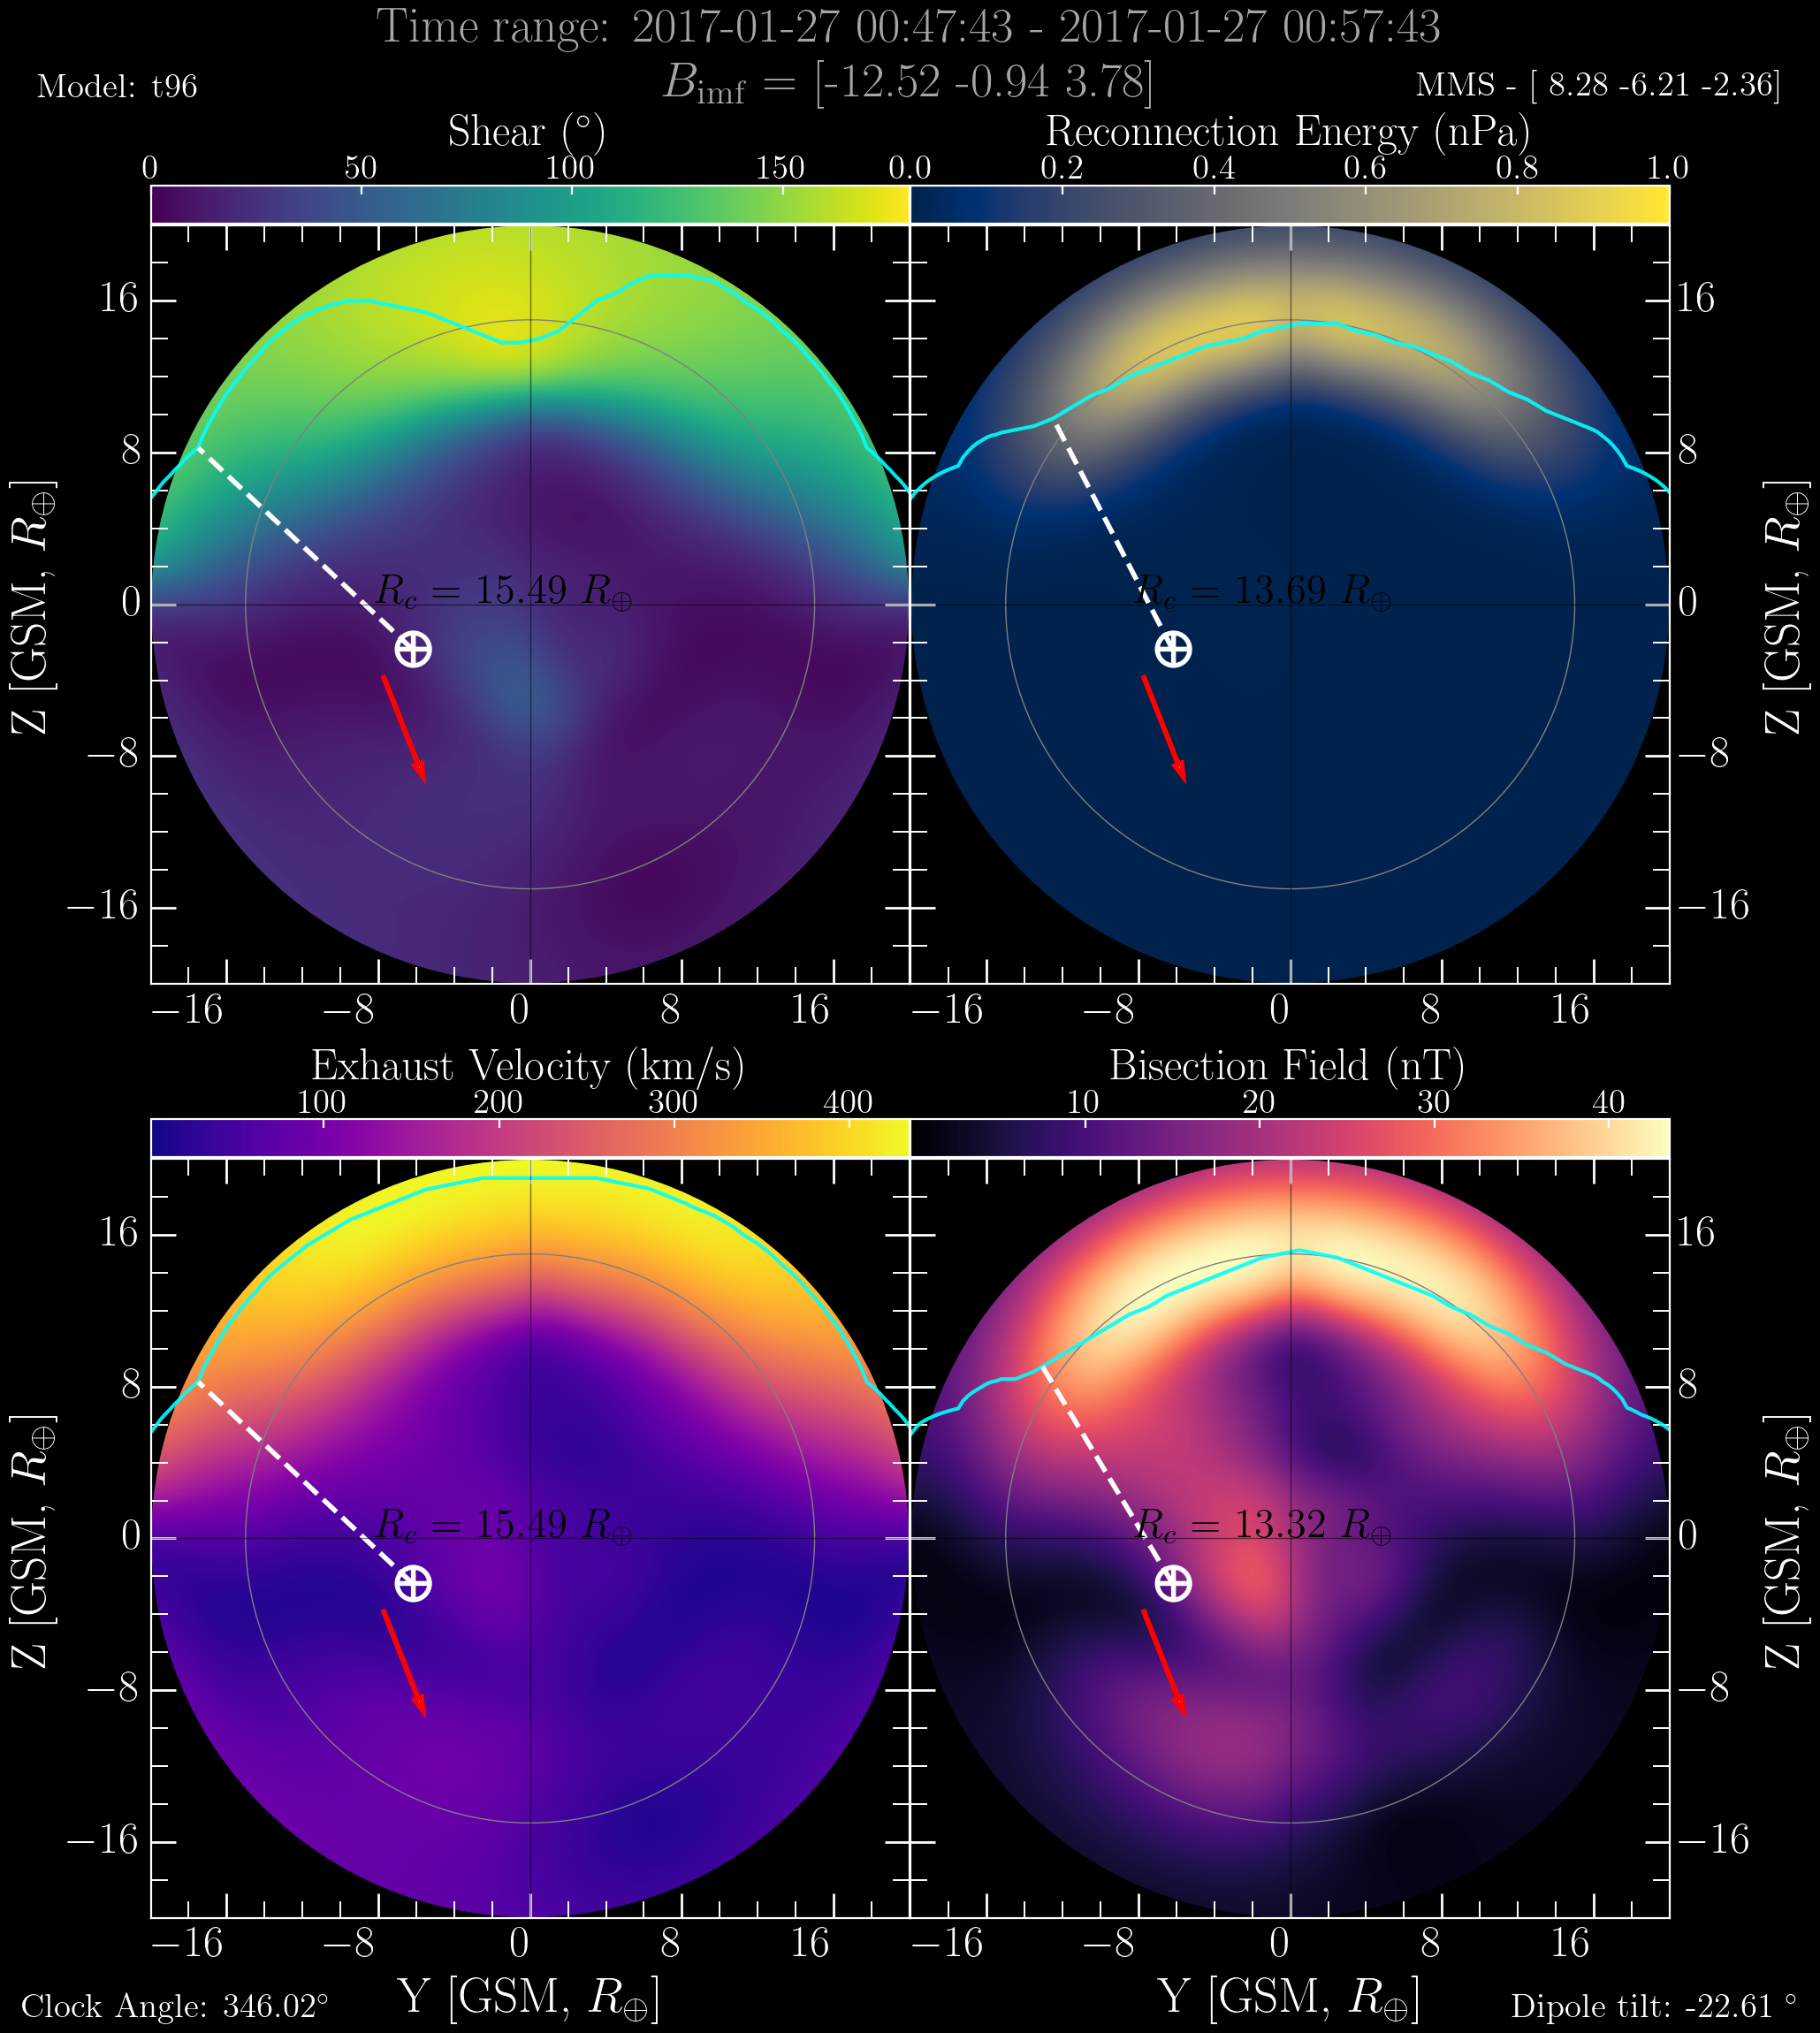 Time range: 2017-01-27 00:47:43 - 2017-01-27 00:57:43
Model: t96
B_imf = [-12.52 -0.94 3.78]
MMS - [ 8.28 -6.21 -2.36]
Shear (°)
Reconnection Energy (nPa)
0 50 100 150
0.0 0.2 0.4 0.6 0.8 1.0
Z [GSM, R⊕]
16
8
0
−8
−16
R_c = 15.49 R⊕
R_c = 13.69 R⊕
16
8
0
−8
−16
Z [GSM, R⊕]
−16 −8 0 8 16
−16 −8 0 8 16
Exhaust Velocity (km/s)
Bisection Field (nT)
100 200 300 400
10 20 30 40
Z [GSM, R⊕]
16
8
0
−8
−16
R_c = 15.49 R⊕
R_c = 13.32 R⊕
16
8
0
−8
−16
Z [GSM, R⊕]
−16 −8 0 8 16
−16 −8 0 8 16
Y [GSM, R⊕]
Y [GSM, R⊕]
Clock Angle: 346.02°
Dipole tilt: -22.61 °